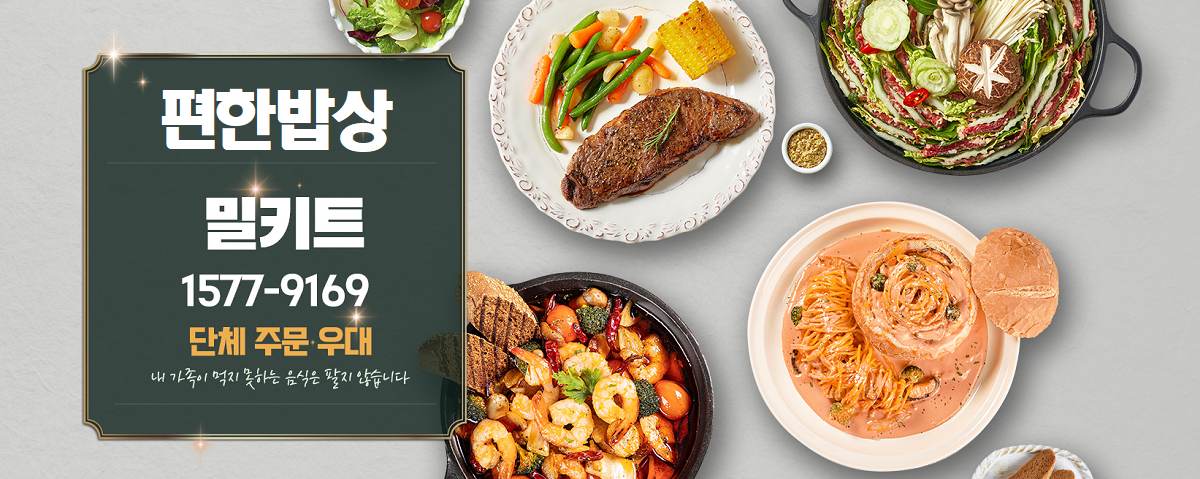 편한밥상
밀키트
1577-9169
단체 주문·우대
내 가족이 먹지 못하는 음식은 팔지 않습니다